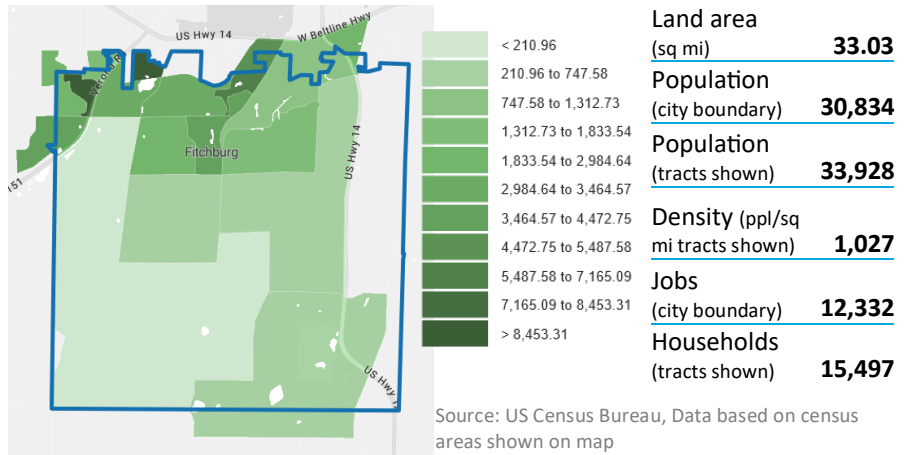 US Hwy 14
W Beltline Hwy
Verona R
Fitchburg
US Hwy 14
151
US Hwy 1
< 210.96
210.96 to 747.58
747.58 to 1,312.73
1,312.73 to 1,833.54
1,833.54 to 2,984.64
2,984.64 to 3,464.57
3,464.57 to 4,472.75
4,472.75 to 5,487.58
5,487.58 to 7,165.09
7,165.09 to 8,453.31
> 8,453.31
Land area
(sq mi) 33.03
Population
(city boundary) 30,834
Population
(tracts shown) 33,928
Density (ppl/sq
mi tracts shown) 1,027
Jobs
(city boundary) 12,332
Households
(tracts shown) 15,497
Source: US Census Bureau, Data based on census
areas shown on map